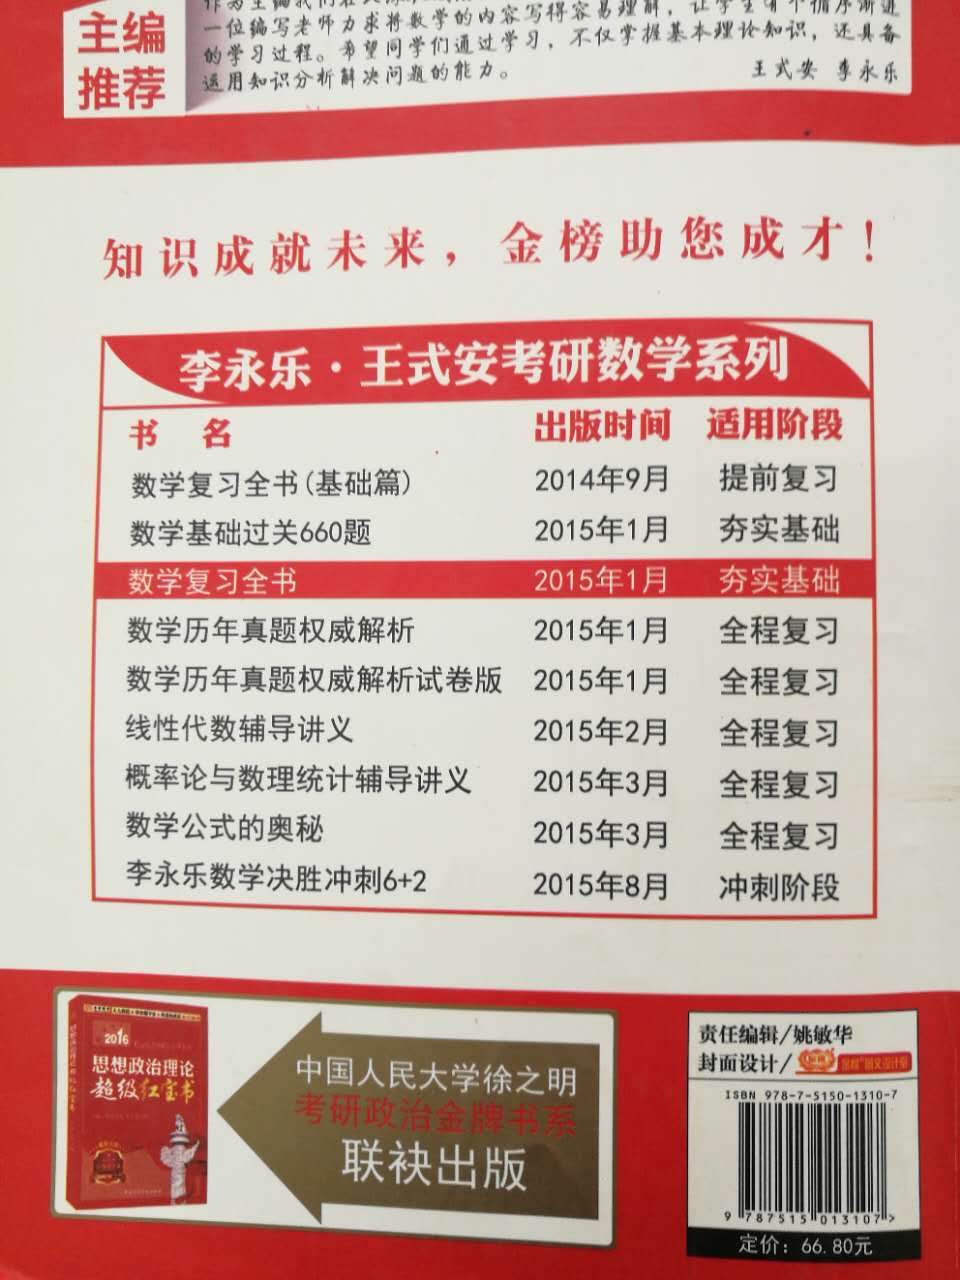 主编
推荐
一位编写老师力求将数学的内容写得容易理解，让学生有个循序渐进
的学习过程。希望同学们通过学习，不仅掌握基本理论知识，还具备
运用知识分析解决问题的能力。
王式安 李永乐
知识成就未来，金榜助您成才！
李永乐·王式安考研数学系列
书 名 出版时间 适用阶段
数学复习全书(基础篇) 2014年9月 提前复习
数学基础过关660题 2015年1月 夯实基础
数学复习全书 2015年1月 夯实基础
数学历年真题权威解析 2015年1月 全程复习
数学历年真题权威解析试卷版 2015年1月 全程复习
线性代数辅导讲义 2015年2月 全程复习
概率论与数理统计辅导讲义 2015年3月 全程复习
数学公式的奥秘 2015年3月 全程复习
李永乐数学决胜冲刺6+2 2015年8月 冲刺阶段
2016
思想政治理论
超级红宝书
中国人民大学徐之明
考研政治金牌书系
联袂出版
责任编辑/姚敏华
封面设计/
ISBN 978-7-5150-1310-7
9 787515 013107 >
定价：66.80元